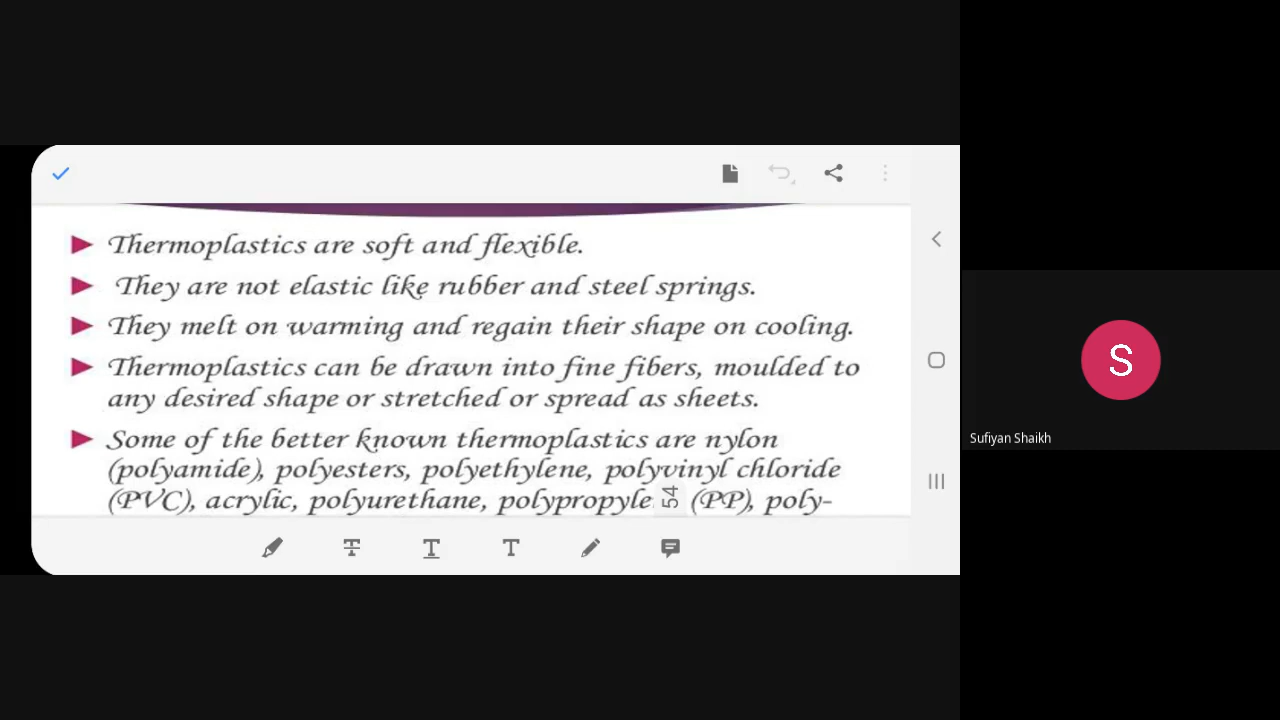 Thermoplastics are soft and flexible.
They are not elastic like rubber and steel springs.
They melt on warming and regain their shape on cooling.
Thermoplastics can be drawn into fine fibers, moulded to
any desired shape or stretched or spread as sheets.
Some of the better known thermoplastics are nylon
(polyamide), polyesters, polyethylene, polyvinyl chloride
(PVC), acrylic, polyurethane, polypropyle (PP), poly-
54
S
Sufiyan Shaikh